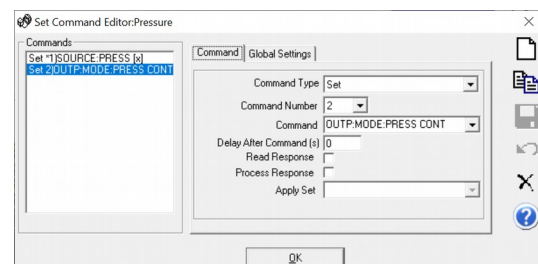 Set Command Editor:Pressure
Commands
Set *1)SOURCE:PRESS [x]
Set 2)OUTP:MODE:PRESS CONT
Command
Global Settings
Command Type
Set
Command Number
2
Command
OUTP:MODE:PRESS CONT
Delay After Command (s)
0
Read Response
Process Response
Apply Set
OK